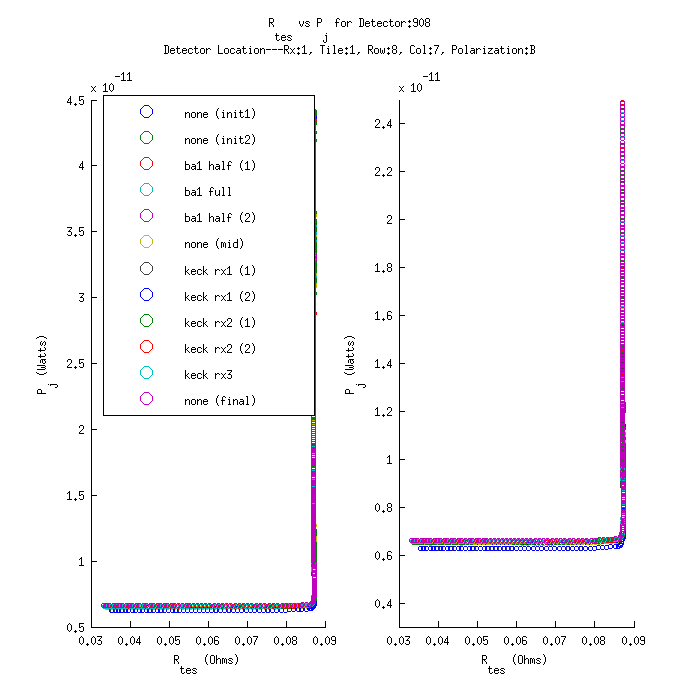 R_tes vs P_j for Detector:908
Detector Location---Rx:1, Tile:1, Row:8, Col:7, Polarization:B
x 10^-11
x 10^-11
4.5
4
3.5
3
2.5
2
1.5
1
0.5
P_j (Watts)
none (init1)
none (init2)
ba1 half (1)
ba1 full
ba1 half (2)
none (mid)
keck rx1 (1)
keck rx1 (2)
keck rx2 (1)
keck rx2 (2)
keck rx3
none (final)
0.03 0.04 0.05 0.06 0.07 0.08 0.09
R_tes (Ohms)
2.4
2.2
2
1.8
1.6
1.4
1.2
1
0.8
0.6
0.4
P_j (Watts)
0.03 0.04 0.05 0.06 0.07 0.08 0.09
R_tes (Ohms)